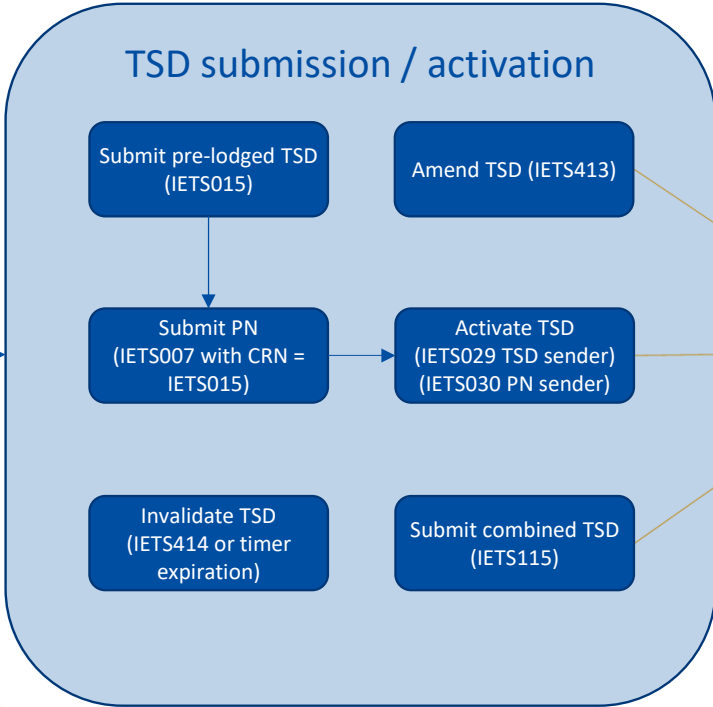 TSD submission / activation
Submit pre-lodged TSD
(IETS015)
Amend TSD (IETS413)
Submit PN
(IETS007 with CRN =
IETS015)
Activate TSD
(IETS029 TSD sender)
(IETS030 PN sender)
Invalidate TSD
(IETS414 or timer
expiration)
Submit combined TSD
(IETS115)